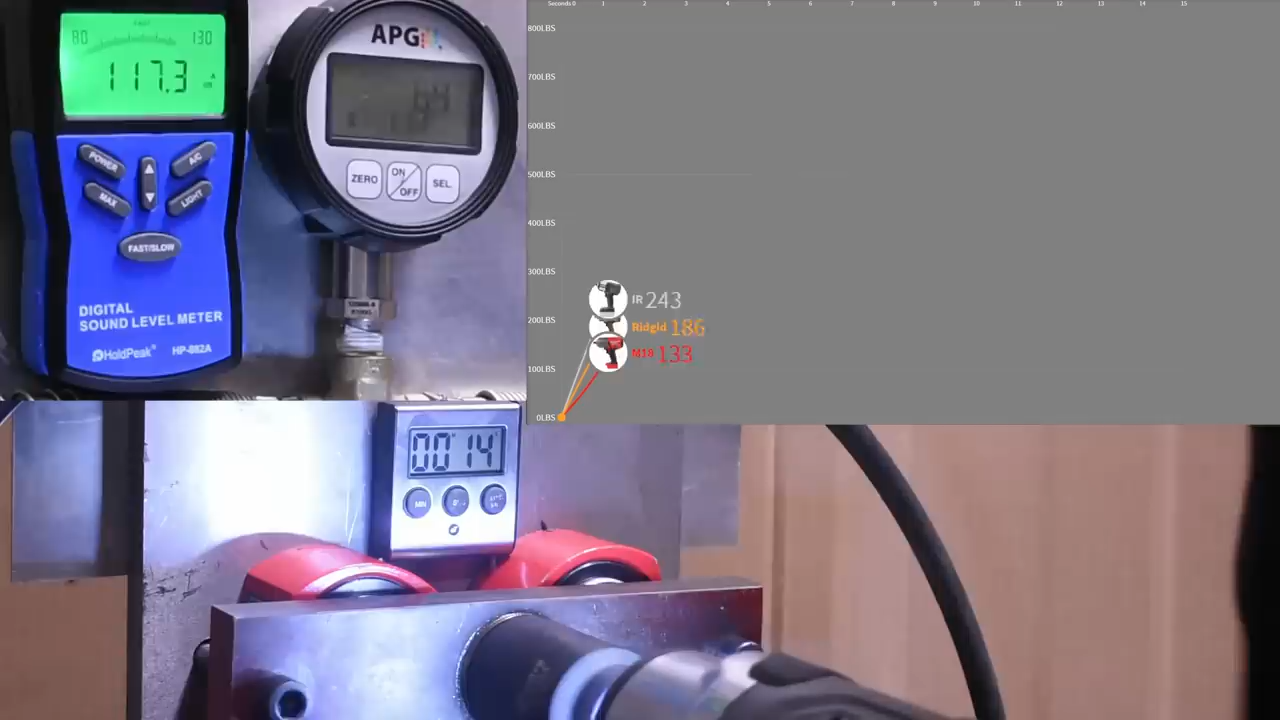 FAST
80 130
117.3
POWER
A/C
MAX
LIGHT
FAST/SLOW
DIGITAL
SOUND LEVEL METER
HoldPeak® HP-882A
APG
ZERO
ON
OFF
SEL
Seconds 0 1 2 3 4 5 6 7 8 9 10 11 12 13 14 15
800LBS
700LBS
600LBS
500LBS
400LBS
300LBS
200LBS
100LBS
0LBS
IR 243
Ridgid 186
M18 133
00 14
MIN